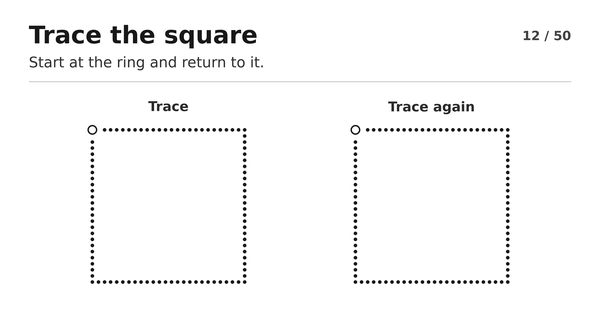 Trace the square
12 / 50
Start at the ring and return to it.
Trace
Trace again